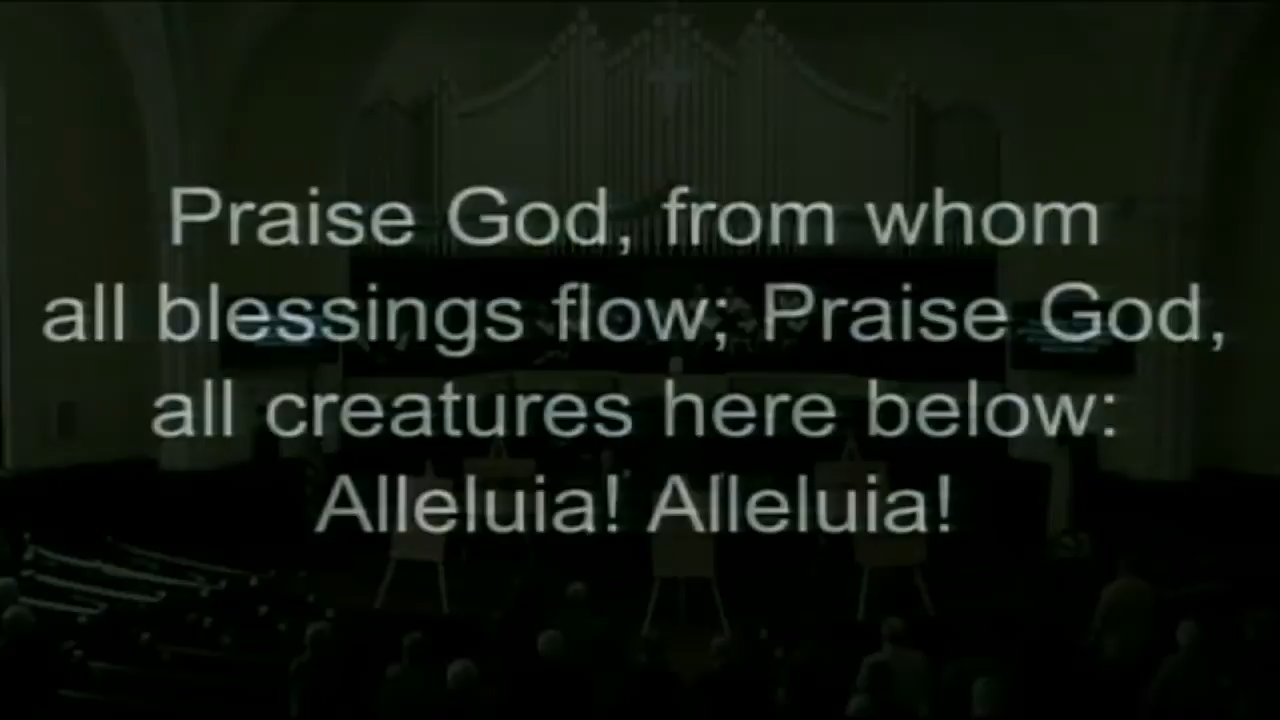 Praise God, from whom
all blessings flow; Praise God,
all creatures here below:
Alleluia! Alleluia!